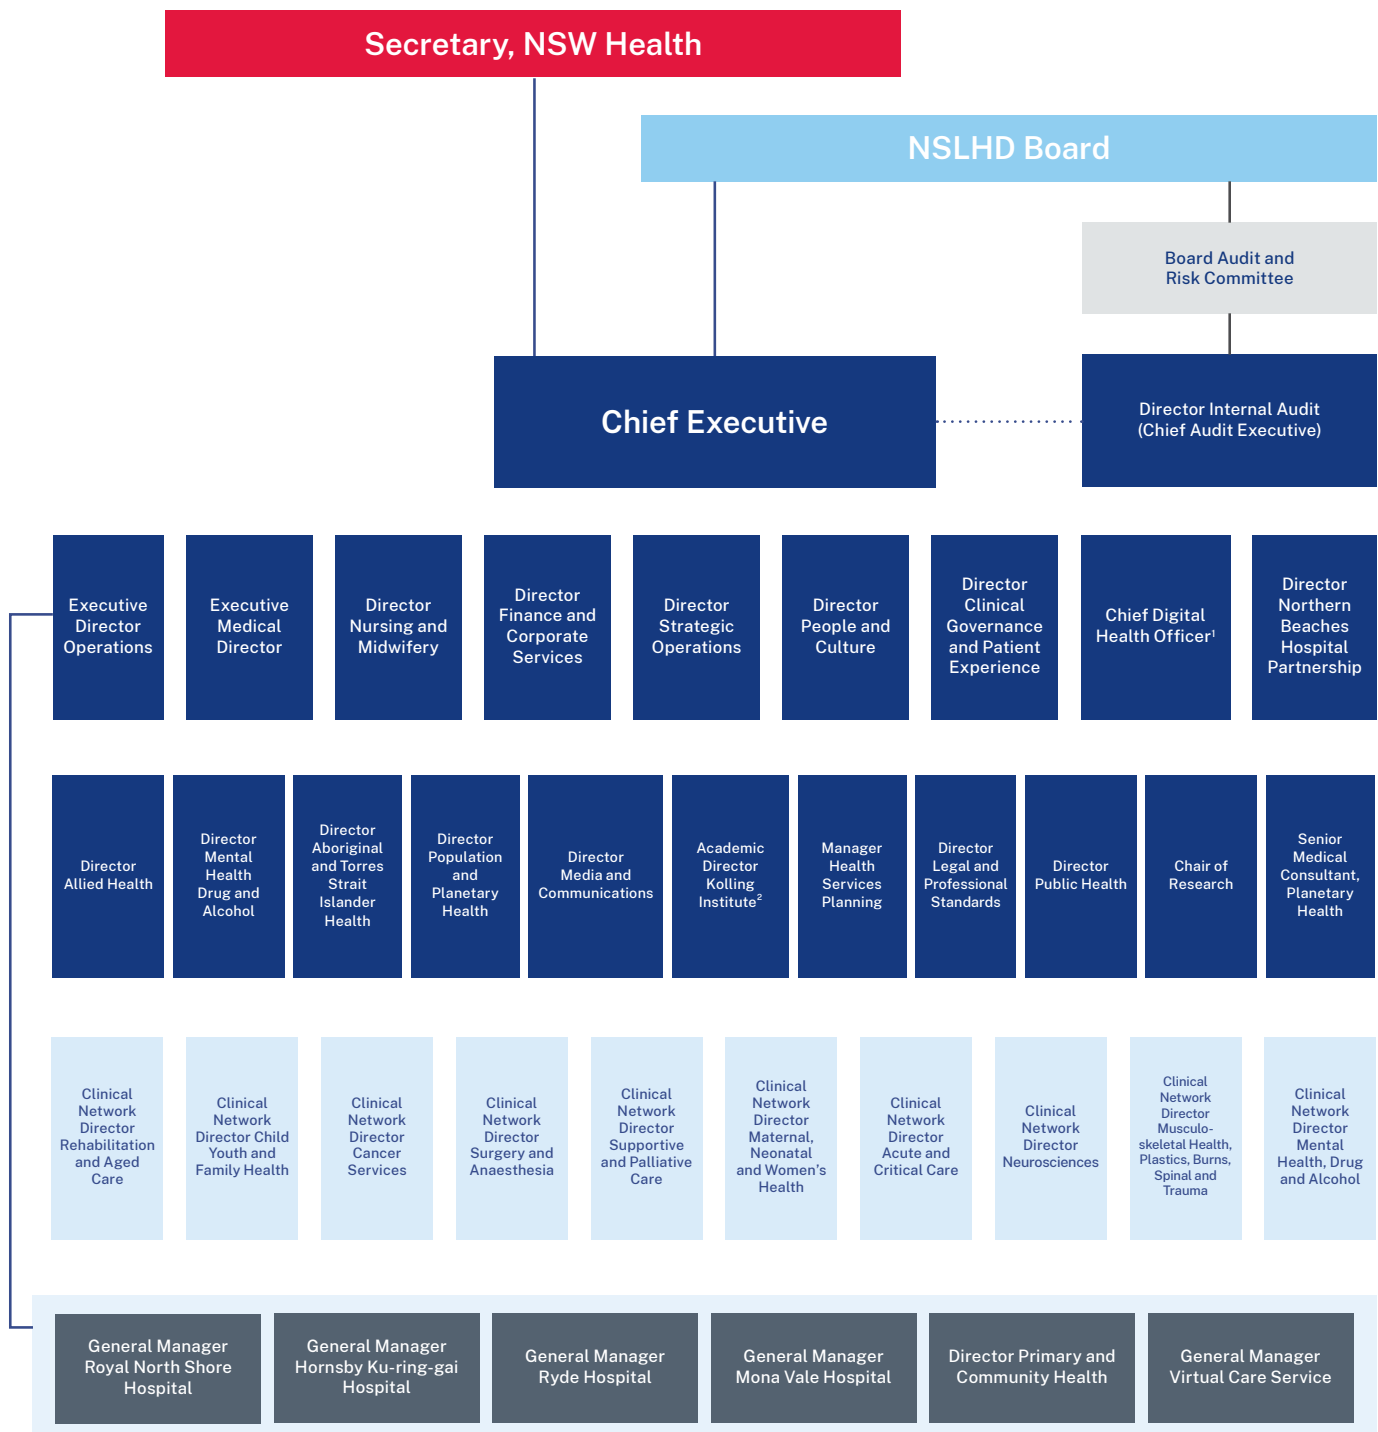 Secretary, NSW Health
NSLHD Board
Board Audit and
Risk Committee
Chief Executive
Director Internal Audit
(Chief Audit Executive)
Executive
Director
Operations
Executive
Medical
Director
Director
Nursing and
Midwifery
Director
Finance and
Corporate
Services
Director
Strategic
Operations
Director
People and
Culture
Director
Clinical
Governance
and Patient
Experience
Chief Digital
Health Officer¹
Director
Northern
Beaches
Hospital
Partnership
Director
Allied Health
Director
Mental
Health
Drug and
Alcohol
Director
Aboriginal
and Torres
Strait
Islander
Health
Director
Population
and
Planetary
Health
Director
Media and
Communications
Academic
Director
Kolling
Institute²
Manager
Health
Services
Planning
Director
Legal and
Professional
Standards
Director
Public Health
Chair of
Research
Senior
Medical
Consultant,
Planetary
Health
Clinical
Network
Director
Rehabilitation
and Aged
Care
Clinical
Network
Director Child
Youth and
Family Health
Clinical
Network
Director
Cancer
Services
Clinical
Network
Director
Surgery and
Anaesthesia
Clinical
Network
Director
Supportive
and Palliative
Care
Clinical
Network
Director
Maternal,
Neonatal
and Women's
Health
Clinical
Network
Director
Acute and
Critical Care
Clinical
Network
Director
Neurosciences
Clinical
Network
Director
Musculo-
skeletal Health,
Plastics, Burns,
Spinal and
Trauma
Clinical
Network
Director
Mental
Health, Drug
and Alcohol
General Manager
Royal North Shore
Hospital
General Manager
Hornsby Ku-ring-gai
Hospital
General Manager
Ryde Hospital
General Manager
Mona Vale Hospital
Director Primary and
Community Health
General Manager
Virtual Care Service